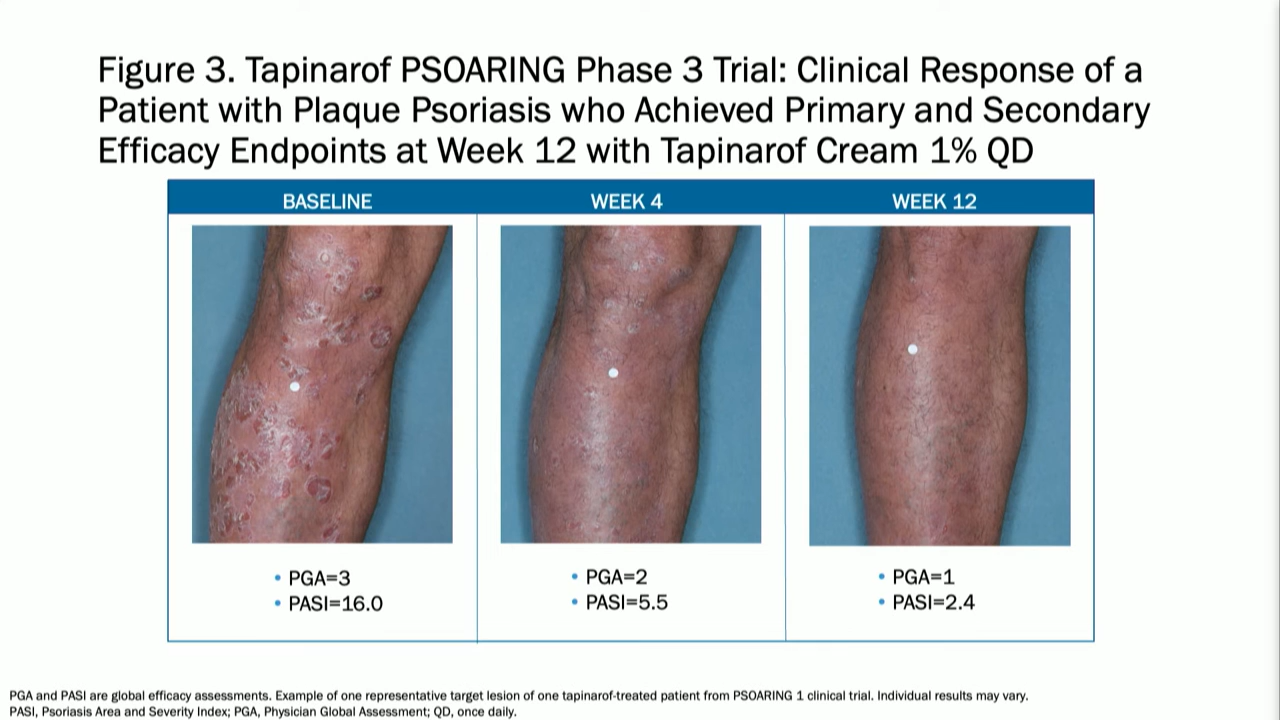 Figure 3. Tapinarof PSOARING Phase 3 Trial: Clinical Response of a
Patient with Plaque Psoriasis who Achieved Primary and Secondary
Efficacy Endpoints at Week 12 with Tapinarof Cream 1% QD
BASELINE
WEEK 4
WEEK 12
• PGA=3
• PASI=16.0
• PGA=2
• PASI=5.5
• PGA=1
• PASI=2.4
PGA and PASI are global efficacy assessments. Example of one representative target lesion of one tapinarof-treated patient from PSOARING 1 clinical trial. Individual results may vary.
PASI, Psoriasis Area and Severity Index; PGA, Physician Global Assessment; QD, once daily.